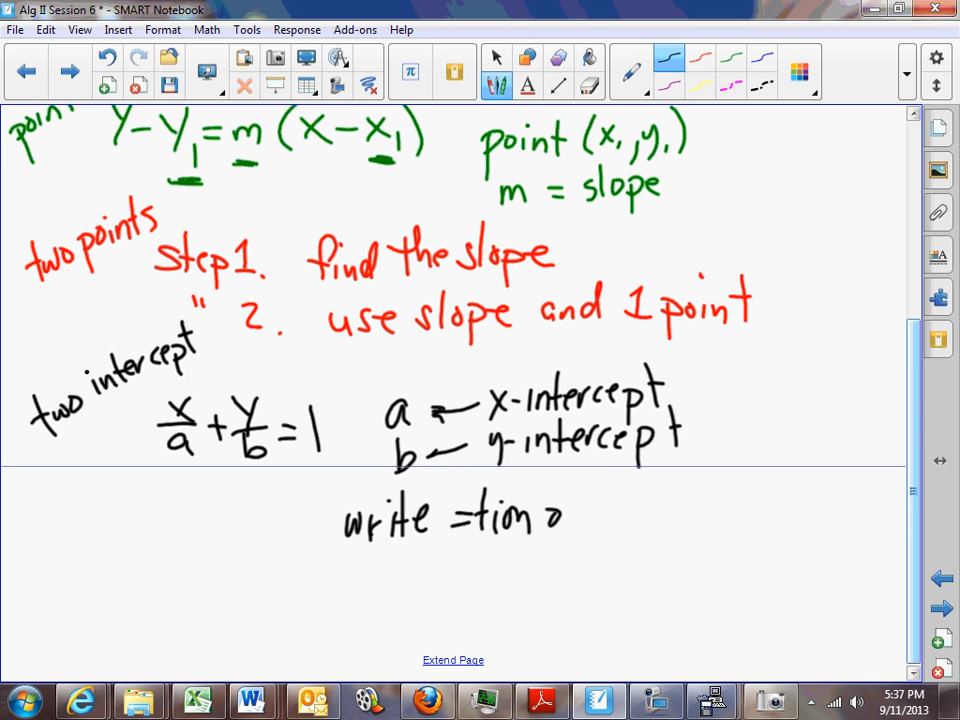 Alg II Session 6 * - SMART Notebook
File Edit View Insert Format Math Tools Response Add-ons Help
point y - y₁ = m (x - x₁) point (x₁, y₁)
m = slope
two points step 1. find the slope
" 2. use slope and 1 point
two intercept
x/a + y/b = 1 a ← x-intercept
b ← y-intercept
write =tion o
Extend Page
5:37 PM
9/11/2013